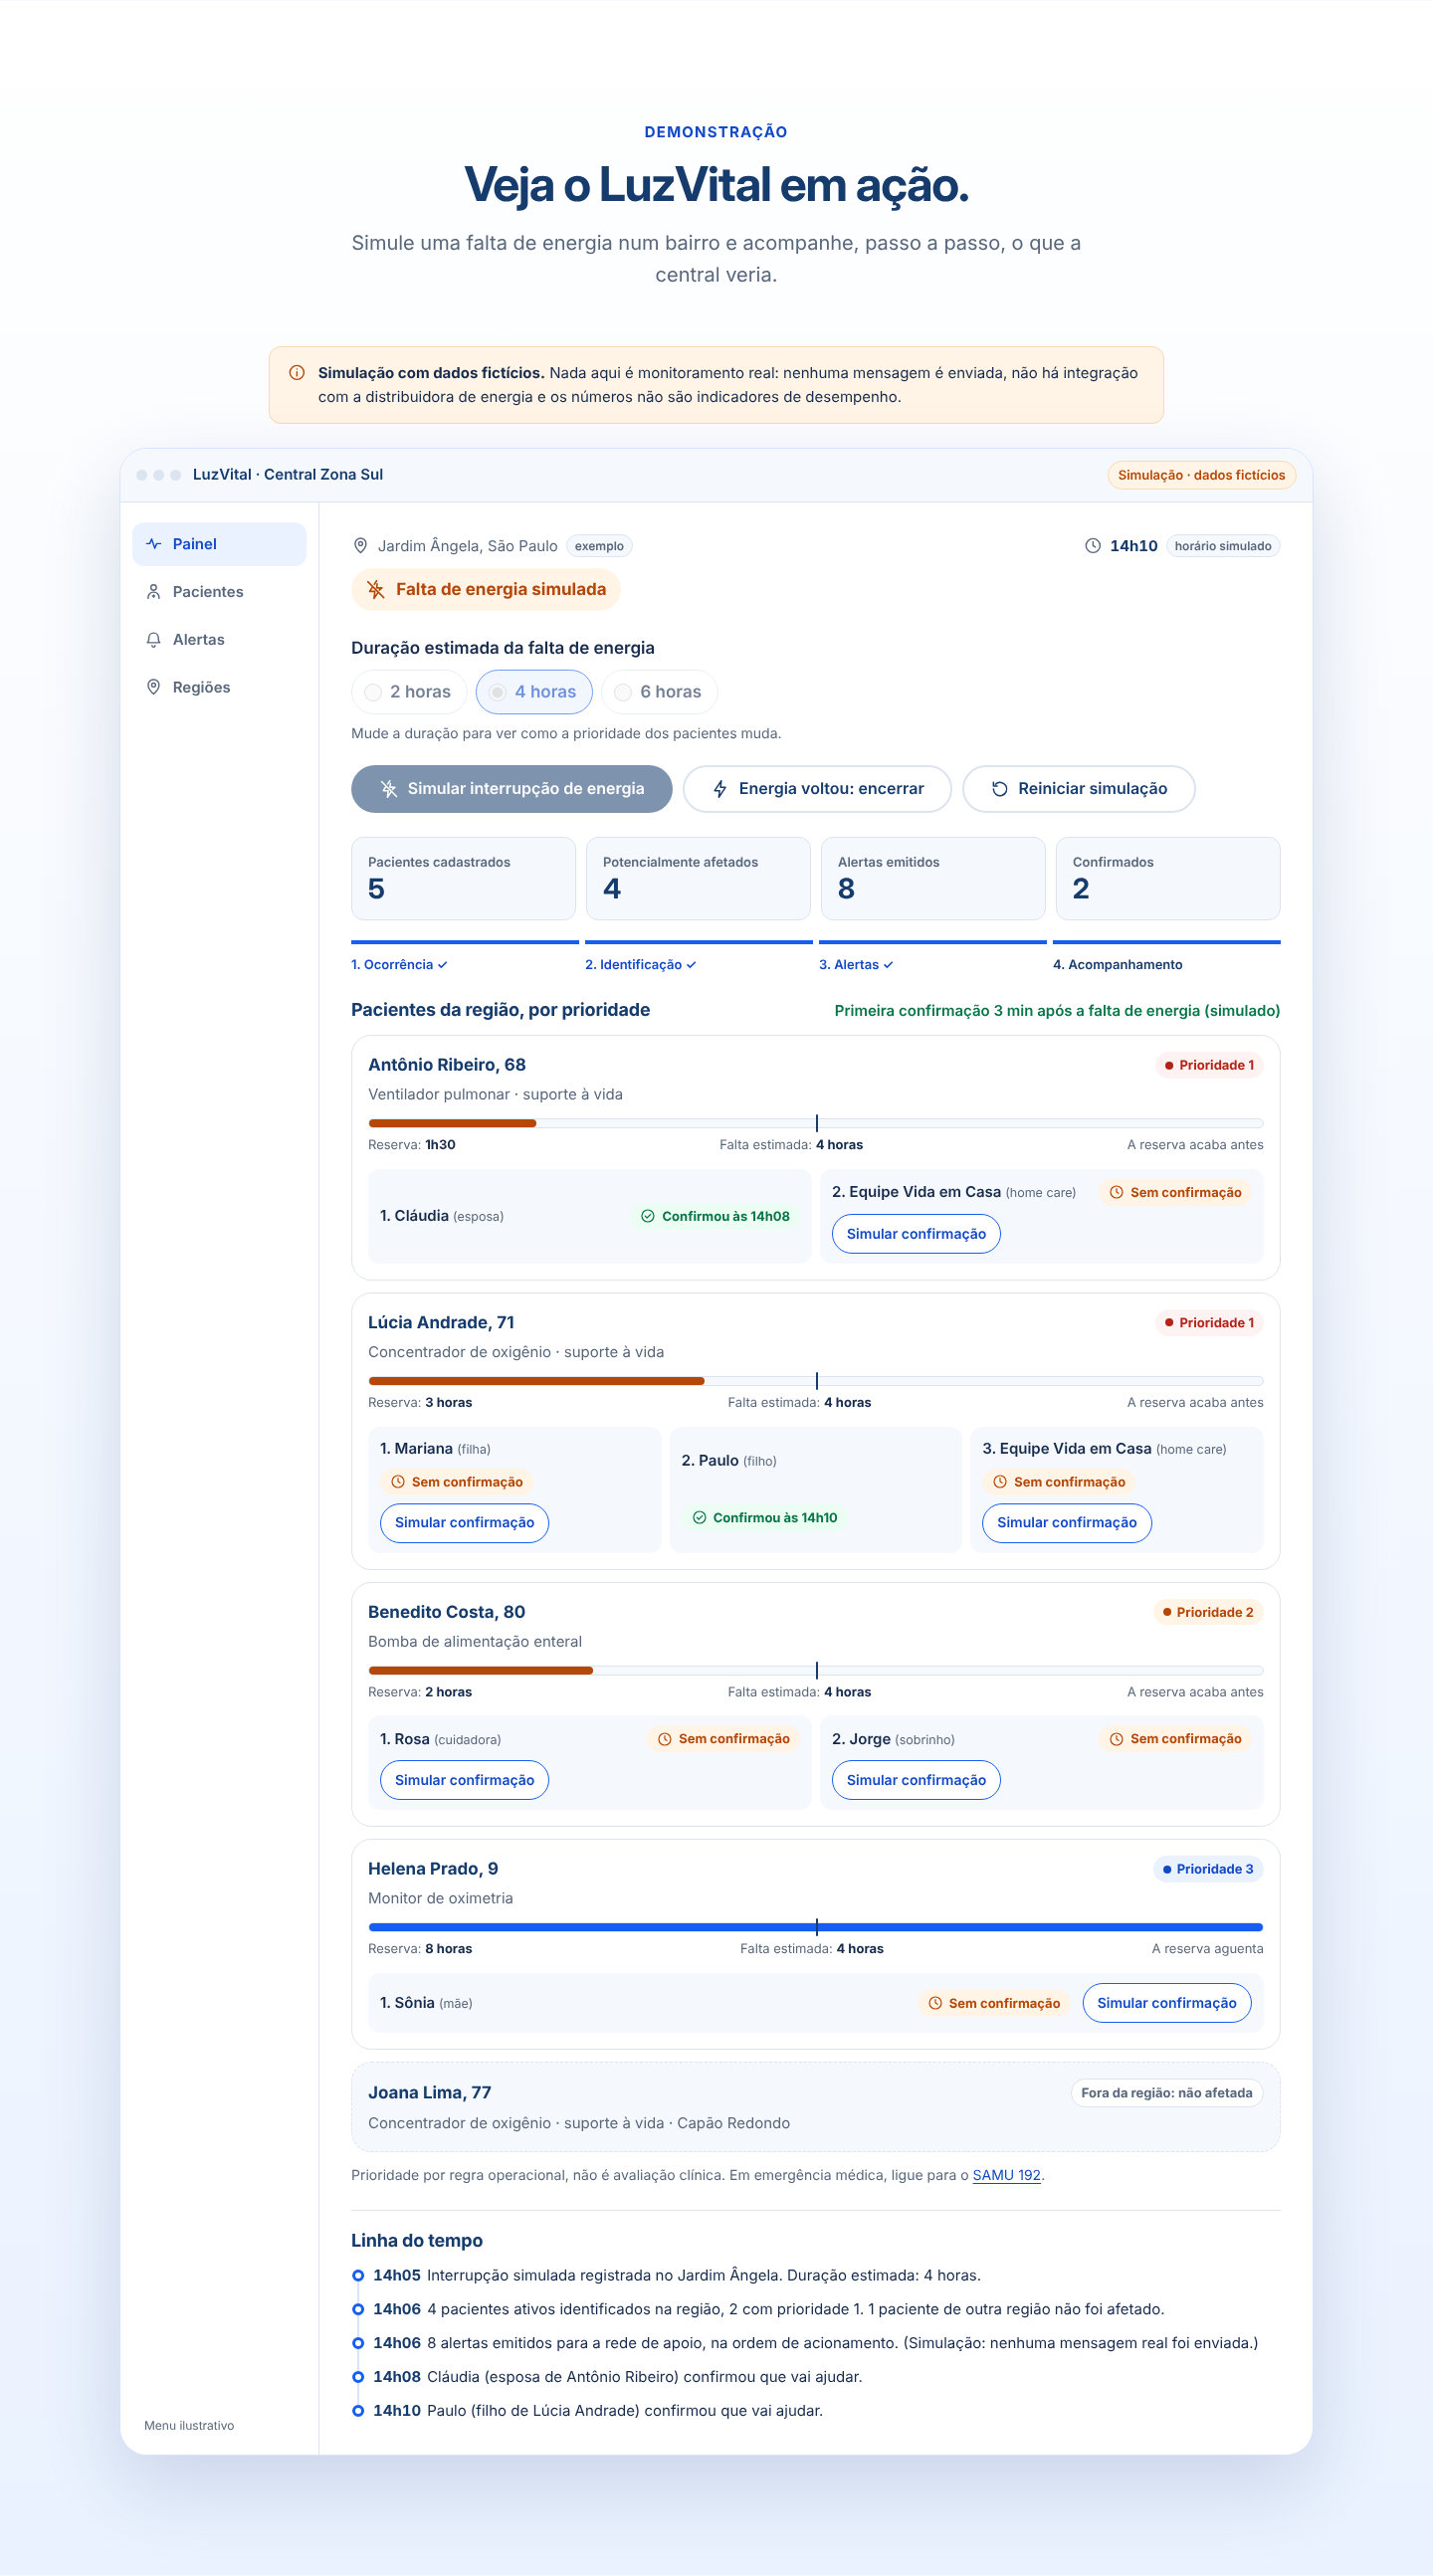 DEMONSTRAÇÃO
Veja o LuzVital em ação.
Simule uma falta de energia num bairro e acompanhe, passo a passo, o que a
central veria.
Simulação com dados fictícios. Nada aqui é monitoramento real: nenhuma mensagem é enviada, não há integração
com a distribuidora de energia e os números não são indicadores de desempenho.
LuzVital · Central Zona Sul
Simulação · dados fictícios
Painel
Pacientes
Alertas
Regiões
Menu ilustrativo
Jardim Ângela, São Paulo exemplo
14h10 horário simulado
Falta de energia simulada
Duração estimada da falta de energia
2 horas 4 horas 6 horas
Mude a duração para ver como a prioridade dos pacientes muda.
Simular interrupção de energia Energia voltou: encerrar Reiniciar simulação
Pacientes cadastrados
5
Potencialmente afetados
4
Alertas emitidos
8
Confirmados
2
1. Ocorrência ✓ 2. Identificação ✓ 3. Alertas ✓ 4. Acompanhamento
Pacientes da região, por prioridade
Primeira confirmação 3 min após a falta de energia (simulado)
Antônio Ribeiro, 68
Prioridade 1
Ventilador pulmonar · suporte à vida
Reserva: 1h30 Falta estimada: 4 horas A reserva acaba antes
1. Cláudia (esposa) Confirmou às 14h08
2. Equipe Vida em Casa (home care) Sem confirmação
Simular confirmação
Lúcia Andrade, 71
Prioridade 1
Concentrador de oxigênio · suporte à vida
Reserva: 3 horas Falta estimada: 4 horas A reserva acaba antes
1. Mariana (filha)
Sem confirmação
Simular confirmação
2. Paulo (filho)
Confirmou às 14h10
3. Equipe Vida em Casa (home care)
Sem confirmação
Simular confirmação
Benedito Costa, 80
Prioridade 2
Bomba de alimentação enteral
Reserva: 2 horas Falta estimada: 4 horas A reserva acaba antes
1. Rosa (cuidadora) Sem confirmação
Simular confirmação
2. Jorge (sobrinho) Sem confirmação
Simular confirmação
Helena Prado, 9
Prioridade 3
Monitor de oximetria
Reserva: 8 horas Falta estimada: 4 horas A reserva aguenta
1. Sônia (mãe) Sem confirmação Simular confirmação
Joana Lima, 77
Fora da região: não afetada
Concentrador de oxigênio · suporte à vida · Capão Redondo
Prioridade por regra operacional, não é avaliação clínica. Em emergência médica, ligue para o SAMU 192.
Linha do tempo
14h05 Interrupção simulada registrada no Jardim Ângela. Duração estimada: 4 horas.
14h06 4 pacientes ativos identificados na região, 2 com prioridade 1. 1 paciente de outra região não foi afetado.
14h06 8 alertas emitidos para a rede de apoio, na ordem de acionamento. (Simulação: nenhuma mensagem real foi enviada.)
14h08 Cláudia (esposa de Antônio Ribeiro) confirmou que vai ajudar.
14h10 Paulo (filho de Lúcia Andrade) confirmou que vai ajudar.